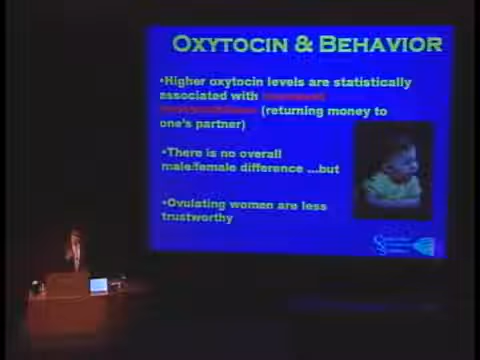 OXYTOCIN & BEHAVIOR
•Higher oxytocin levels are statistically
associated with
(returning money to
one's partner)
•There is no overall
male/female difference ...but
•Ovulating women are less
trustworthy